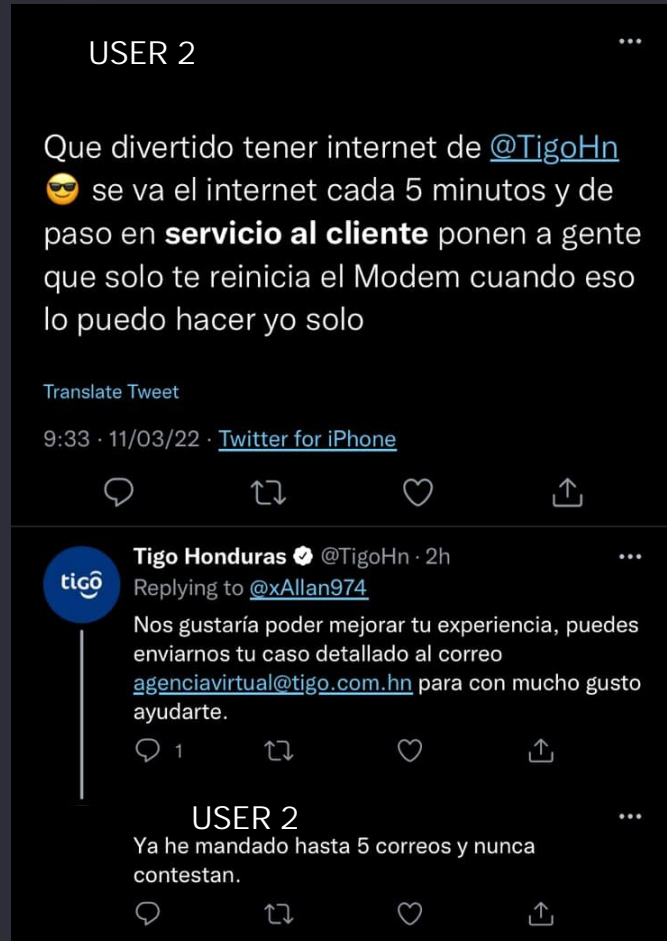 USER 2
Que divertido tener internet de @TigoHn
😎 se va el internet cada 5 minutos y de
paso en servicio al cliente ponen a gente
que solo te reinicia el Modem cuando eso
lo puedo hacer yo solo
Translate Tweet
9:33 · 11/03/22 · Twitter for iPhone
tigo
Tigo Honduras @TigoHn · 2h
Replying to @xAllan974
Nos gustaría poder mejorar tu experiencia, puedes
enviarnos tu caso detallado al correo
agenciavirtual@tigo.com.hn para con mucho gusto
ayudarte.
1
USER 2
Ya he mandado hasta 5 correos y nunca
contestan.